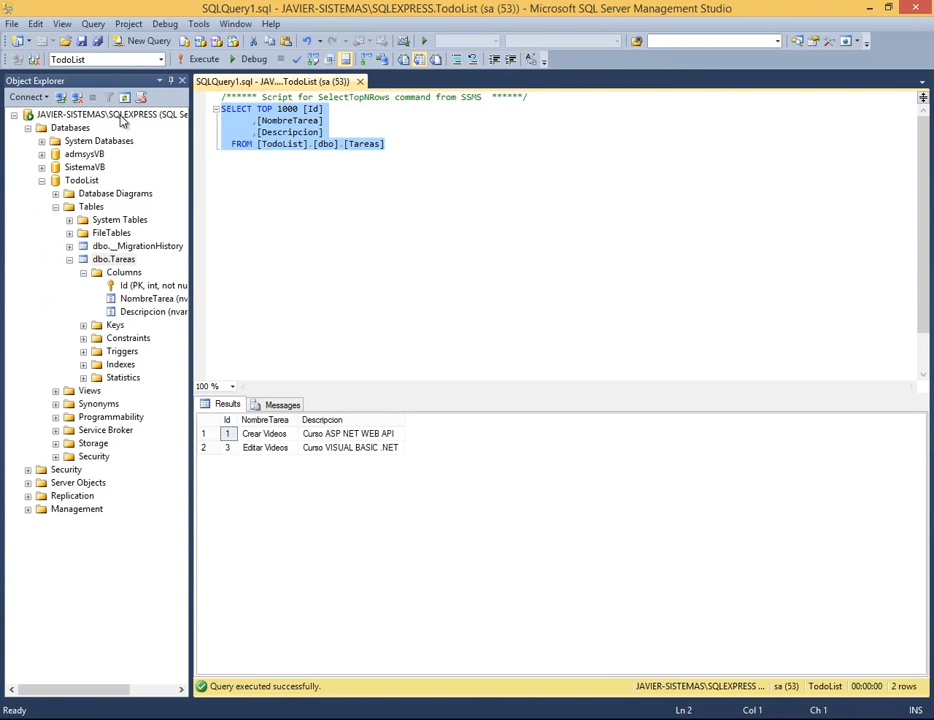 SQLQuery1.sql - JAVIER-SISTEMAS\SQLEXPRESS.TodoList (sa (53)) - Microsoft SQL Server Management Studio
File Edit View Query Project Debug Tools Window Help
New Query
TodoList Execute Debug
Object Explorer
Connect
JAVIER-SISTEMAS\SQLEXPRESS (SQL Se
Databases
System Databases
admsysVB
SistemaVB
TodoList
Database Diagrams
Tables
System Tables
FileTables
dbo.__MigrationHistory
dbo.Tareas
Columns
Id (PK, int, not nu
NombreTarea (nv
Descripcion (nvar
Keys
Constraints
Triggers
Indexes
Statistics
Views
Synonyms
Programmability
Service Broker
Storage
Security
Security
Server Objects
Replication
Management
SQLQuery1.sql - JAV....TodoList (sa (53))
/****** Script for SelectTopNRows command from SSMS ******/
SELECT TOP 1000 [Id]
,[NombreTarea]
,[Descripcion]
FROM [TodoList].[dbo].[Tareas]
100 %
Results Messages
Id NombreTarea Descripcion
1 1 Crear Videos Curso ASP NET WEB API
2 3 Editar Videos Curso VISUAL BASIC .NET
Query executed successfully. JAVIER-SISTEMAS\SQLEXPRESS ... sa (53) TodoList 00:00:00 2 rows
Ready Ln 2 Col 1 Ch 1 INS